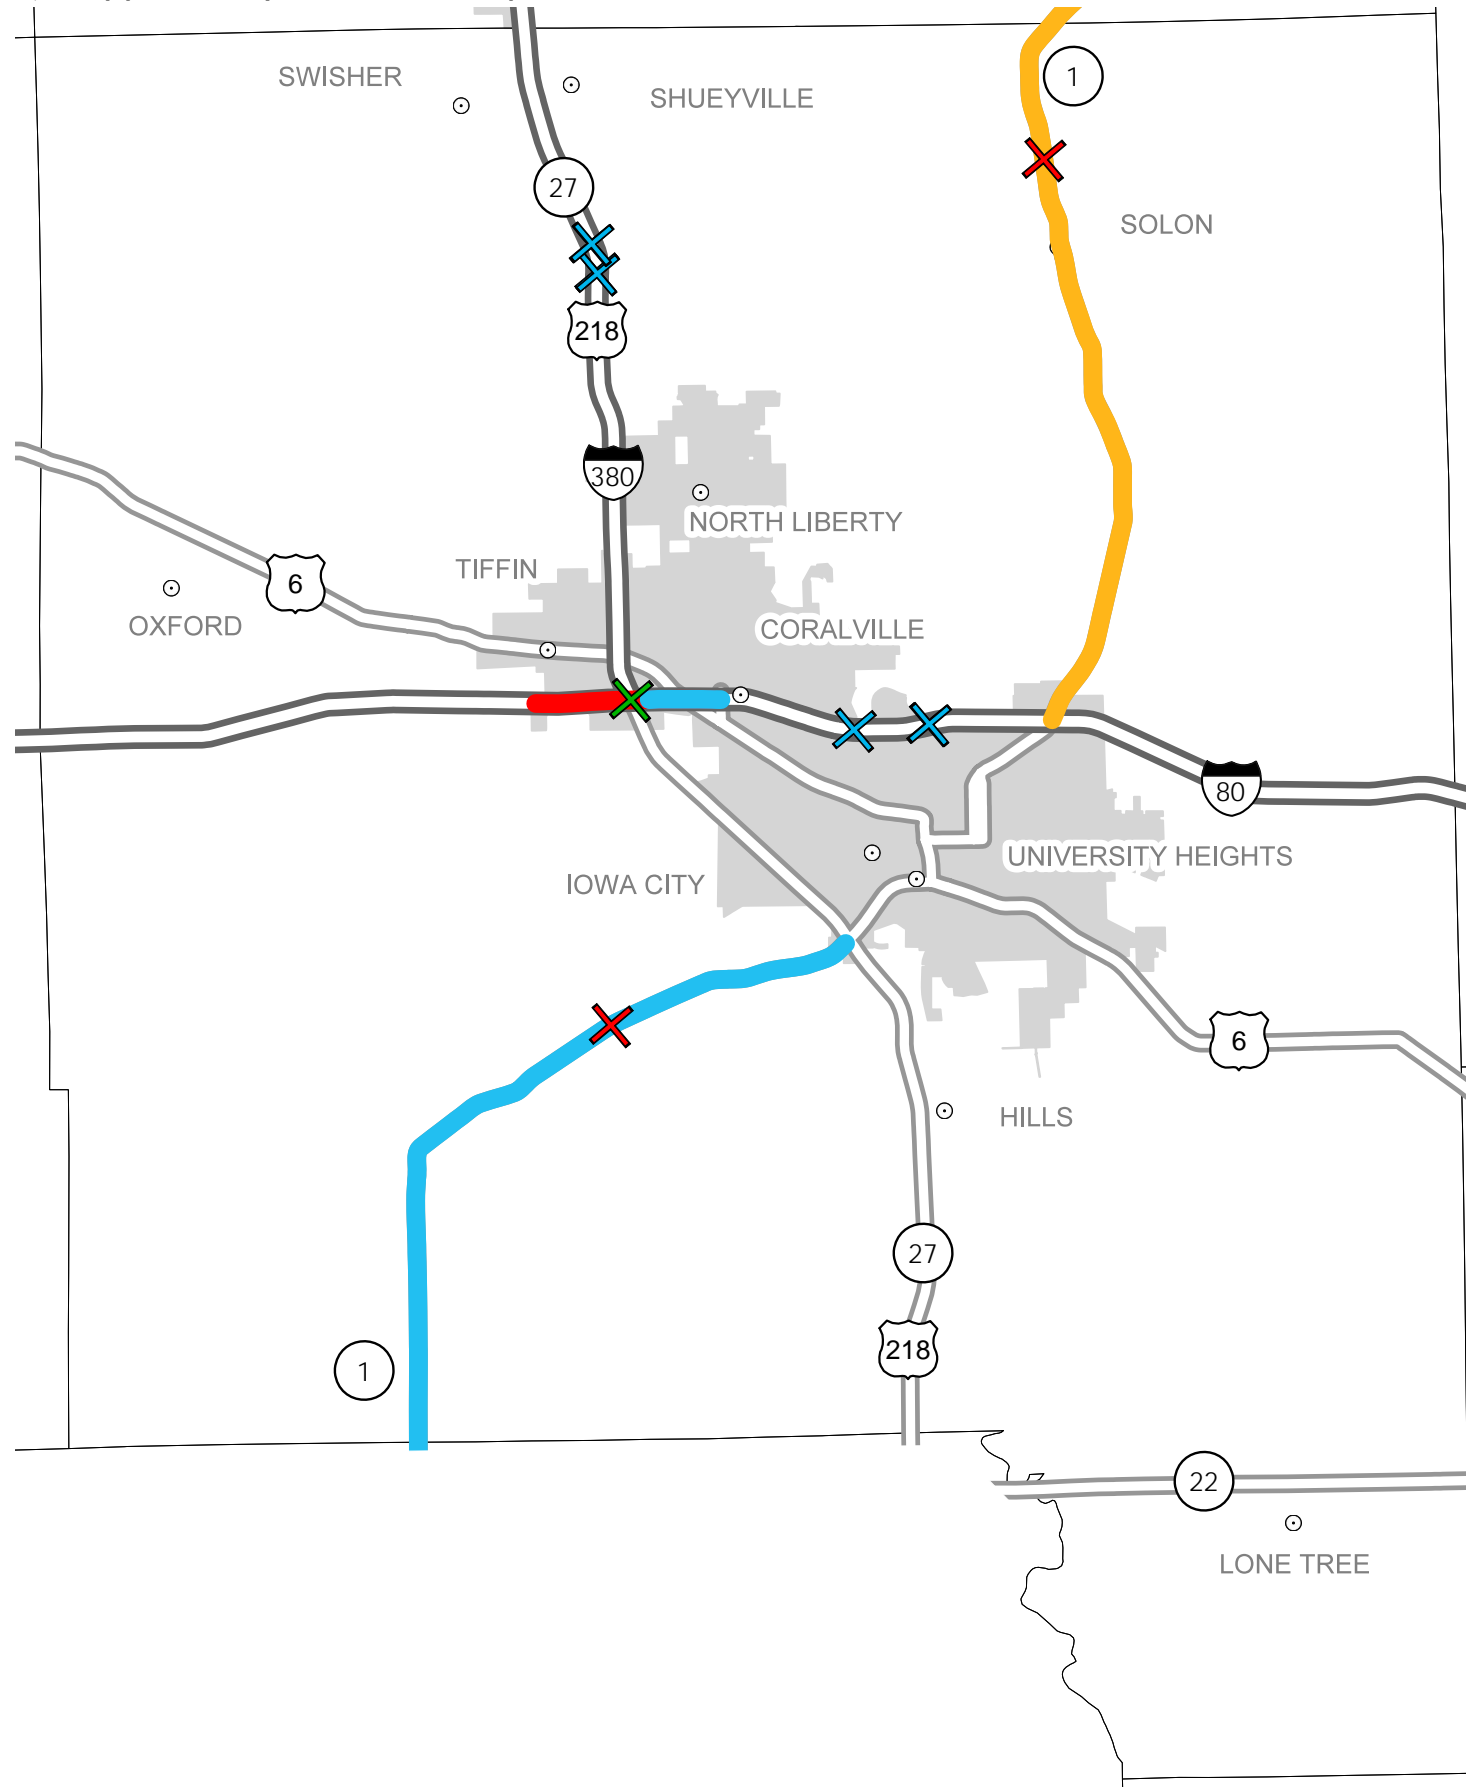 SWISHER
SHUEYVILLE
1
27
SOLON
218
380
NORTH LIBERTY
TIFFIN
6
OXFORD
CORALVILLE
80
UNIVERSITY HEIGHTS
IOWA CITY
6
HILLS
27
218
1
22
LONE TREE